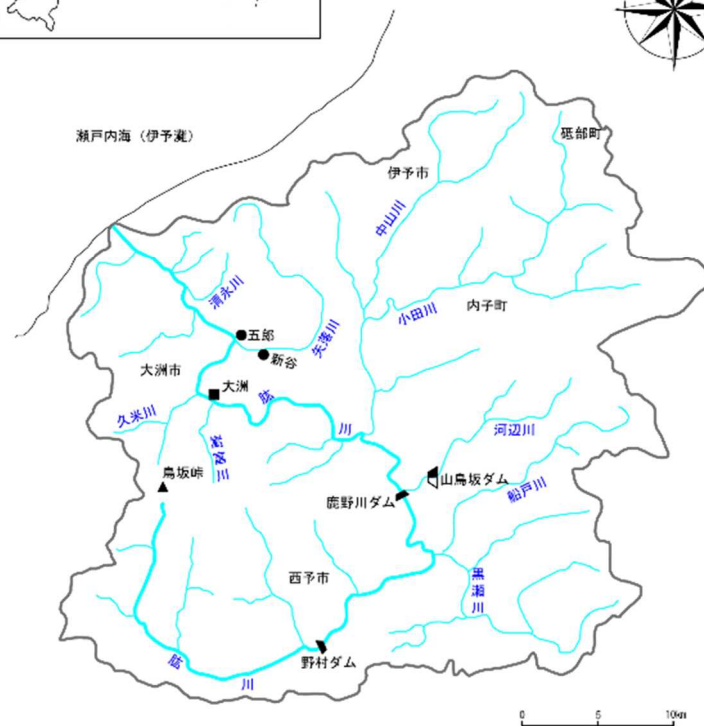 瀬戸内海（伊予灘）
砥部町
伊予市
中山川
清永川
小田川
内子町
五郎
矢落川
新谷
大洲市
大洲
肱
川
久米川
河辺川
鳥坂峠
山鳥坂ダム
船戸川
鹿野川ダム
西予市
黒瀬川
野村ダム
肱
川
0 5 10km